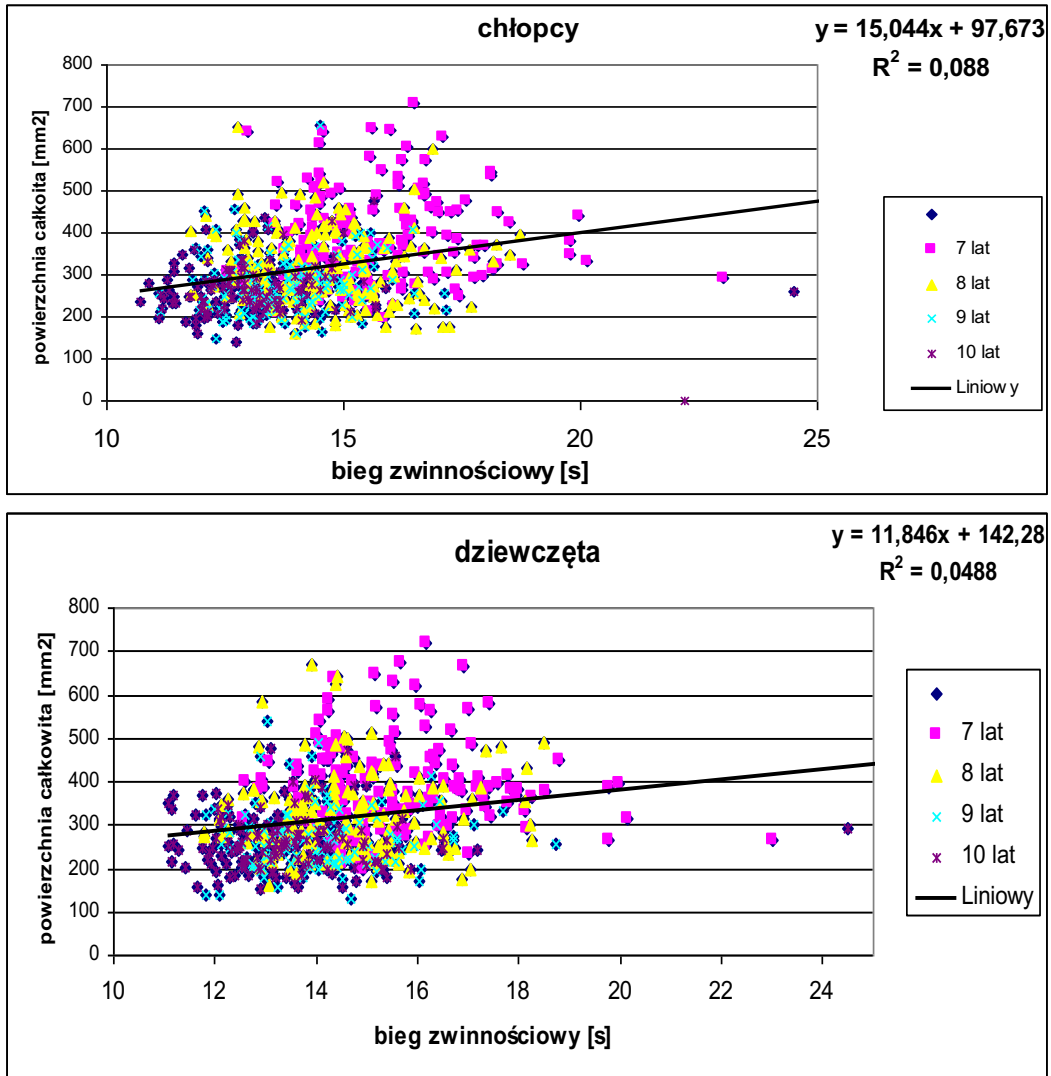 chłopcy
y = 15,044x + 97,673
R² = 0,088
powierzchnia całkoita [mm2]
800
700
600
500
400
300
200
100
0
10 15 20 25
bieg zwinnościowy [s]
7 lat
8 lat
9 lat
10 lat
Liniow y
dziewczęta
y = 11,846x + 142,28
R² = 0,0488
powierzchnia całkowita [mm2]
800
700
600
500
400
300
200
100
0
10 12 14 16 18 20 22 24
bieg zwinnościowy [s]
7 lat
8 lat
9 lat
10 lat
Liniowy